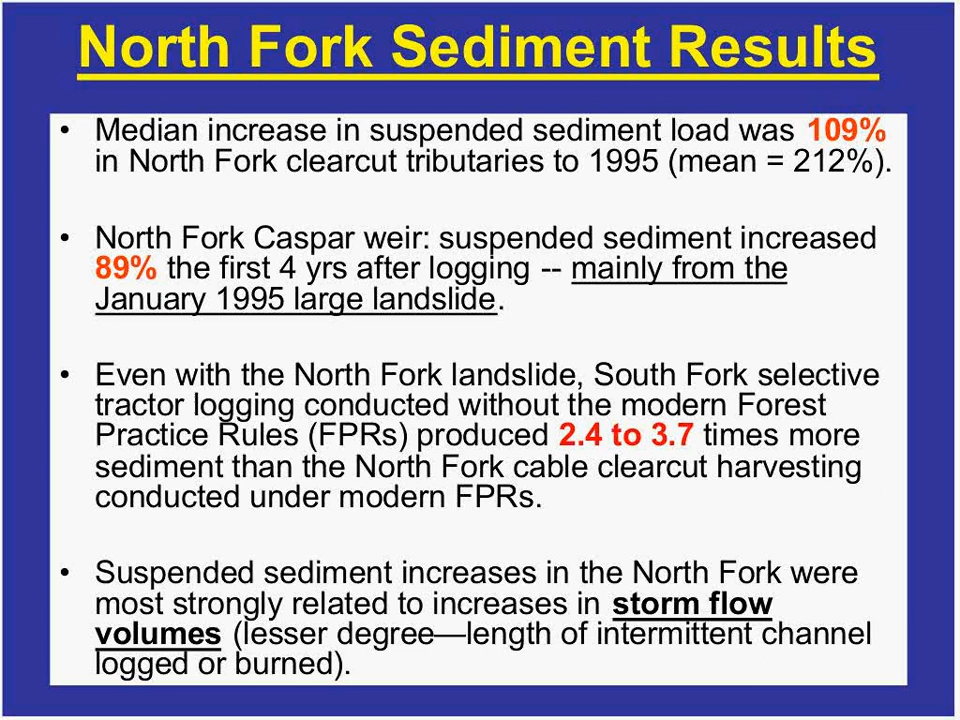 North Fork Sediment Results
• Median increase in suspended sediment load was 109%
in North Fork clearcut tributaries to 1995 (mean = 212%).
• North Fork Caspar weir: suspended sediment increased
89% the first 4 yrs after logging -- mainly from the
January 1995 large landslide.
• Even with the North Fork landslide, South Fork selective
tractor logging conducted without the modern Forest
Practice Rules (FPRs) produced 2.4 to 3.7 times more
sediment than the North Fork cable clearcut harvesting
conducted under modern FPRs.
• Suspended sediment increases in the North Fork were
most strongly related to increases in storm flow
volumes (lesser degree—length of intermittent channel
logged or burned).